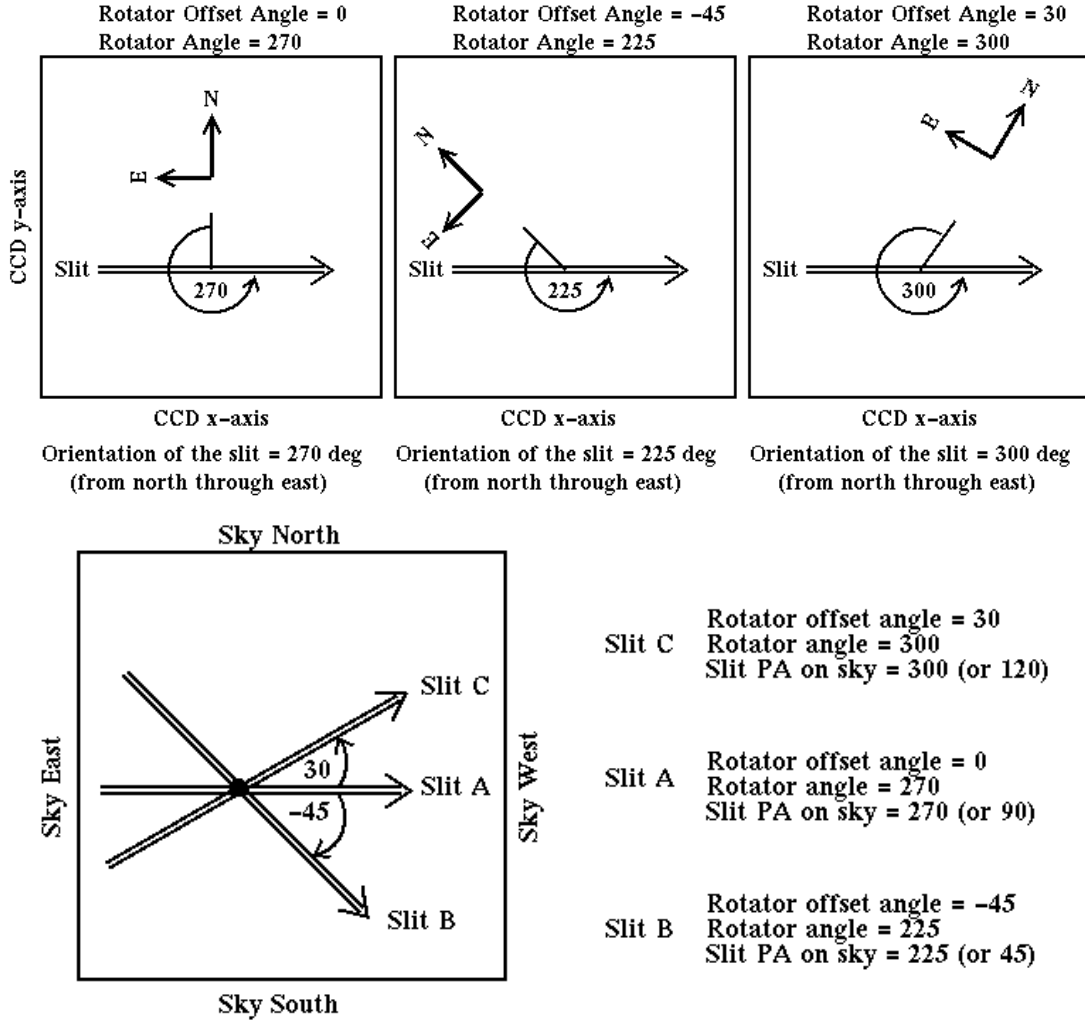 Rotator Offset Angle = 0
Rotator Angle = 270
N
E
Slit
270
CCD y-axis
CCD x-axis
Orientation of the slit = 270 deg
(from north through east)
Rotator Offset Angle = -45
Rotator Angle = 225
N
E
Slit
225
CCD x-axis
Orientation of the slit = 225 deg
(from north through east)
Rotator Offset Angle = 30
Rotator Angle = 300
N
E
Slit
300
CCD x-axis
Orientation of the slit = 300 deg
(from north through east)
Sky North
Sky East
Slit C
30
Slit A
-45
Slit B
Sky West
Sky South
Slit C
Rotator offset angle = 30
Rotator angle = 300
Slit PA on sky = 300 (or 120)
Slit A
Rotator offset angle = 0
Rotator angle = 270
Slit PA on sky = 270 (or 90)
Slit B
Rotator offset angle = -45
Rotator angle = 225
Slit PA on sky = 225 (or 45)